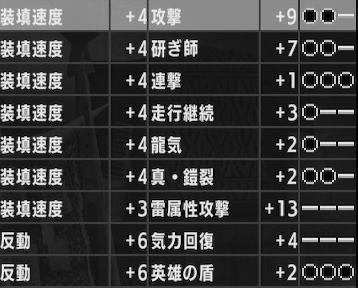 装填速度 +4 攻撃 +9 ●●ー
装填速度 +4 研ぎ師 +7 〇〇ー
装填速度 +4 連撃 +1 〇〇〇
装填速度 +4 走行継続 +3 〇ーー
装填速度 +4 龍気 +2 〇ーー
装填速度 +4 真・鎧裂 +2 〇〇ー
装填速度 +3 雷属性攻撃 +13 ーーー
反動 +6 気力回復 +4 ーーー
反動 +6 英雄の盾 +2 〇〇〇